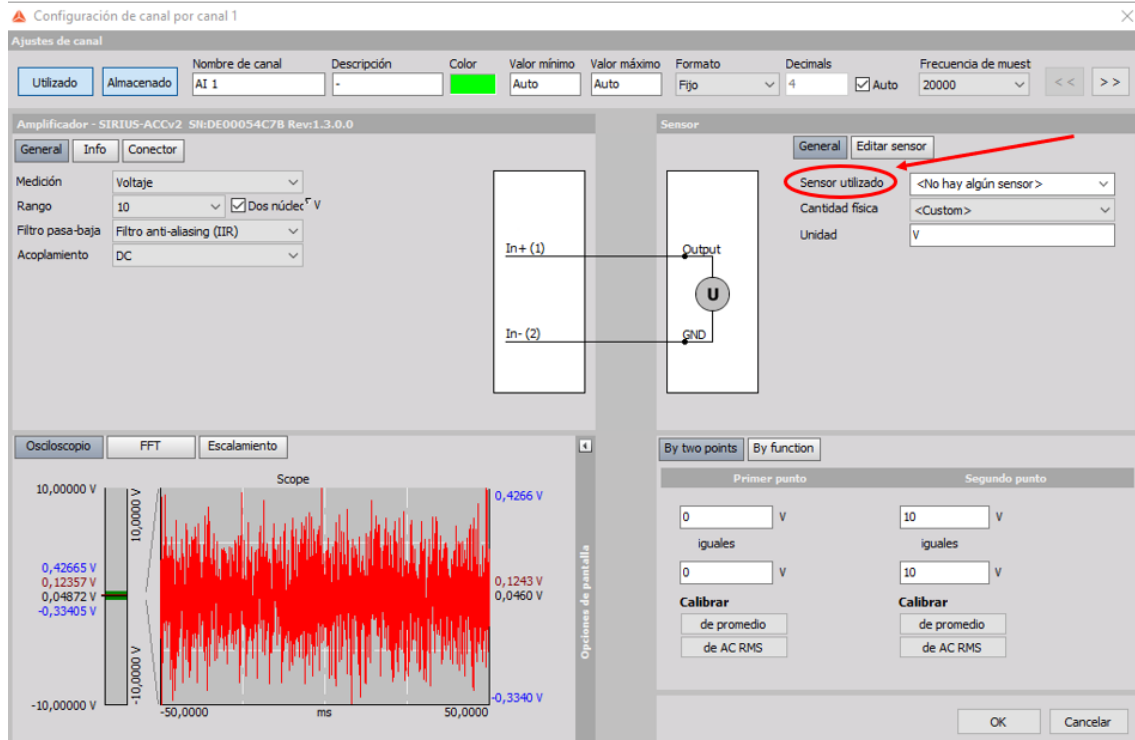 Configuración de canal por canal 1
Ajustes de canal
Utilizado
Almacenado
Nombre de canal
AI 1
Descripción
-
Color
Valor mínimo
Auto
Valor máximo
Auto
Formato
Fijo
Decimals
4
Auto
Frecuencia de muest
20000
<<
>>
Amplificador - SIRIUS-ACCv2 SN:DE00054C7B Rev:1.3.0.0
General
Info
Conector
Medición
Voltaje
Rango
10
Dos núcleo
V
Filtro pasa-baja
Filtro anti-aliasing (IIR)
Acoplamiento
DC
In+ (1)
In- (2)
Sensor
Output
U
GND
General
Editar sensor
Sensor utilizado
<No hay algún sensor>
Cantidad física
<Custom>
Unidad
V
Osciloscopio
FFT
Escalamiento
Scope
10,00000 V
0,42665 V
0,12357 V
0,04872 V
-0,33405 V
-10,00000 V
10,0000 V
-10,0000 V
0,4266 V
0,1243 V
0,0460 V
-0,3340 V
-50,0000
ms
50,0000
Opciones de pantalla
By two points
By function
Primer punto
0
V
iguales
0
V
Calibrar
de promedio
de AC RMS
Segundo punto
10
V
iguales
10
V
Calibrar
de promedio
de AC RMS
OK
Cancelar